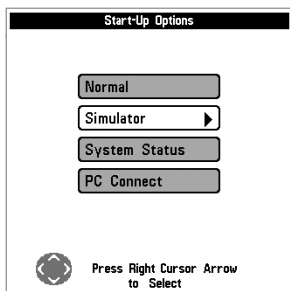 Start-Up Options
Normal
Simulator
System Status
PC Connect
Press Right Cursor Arrow
to Select